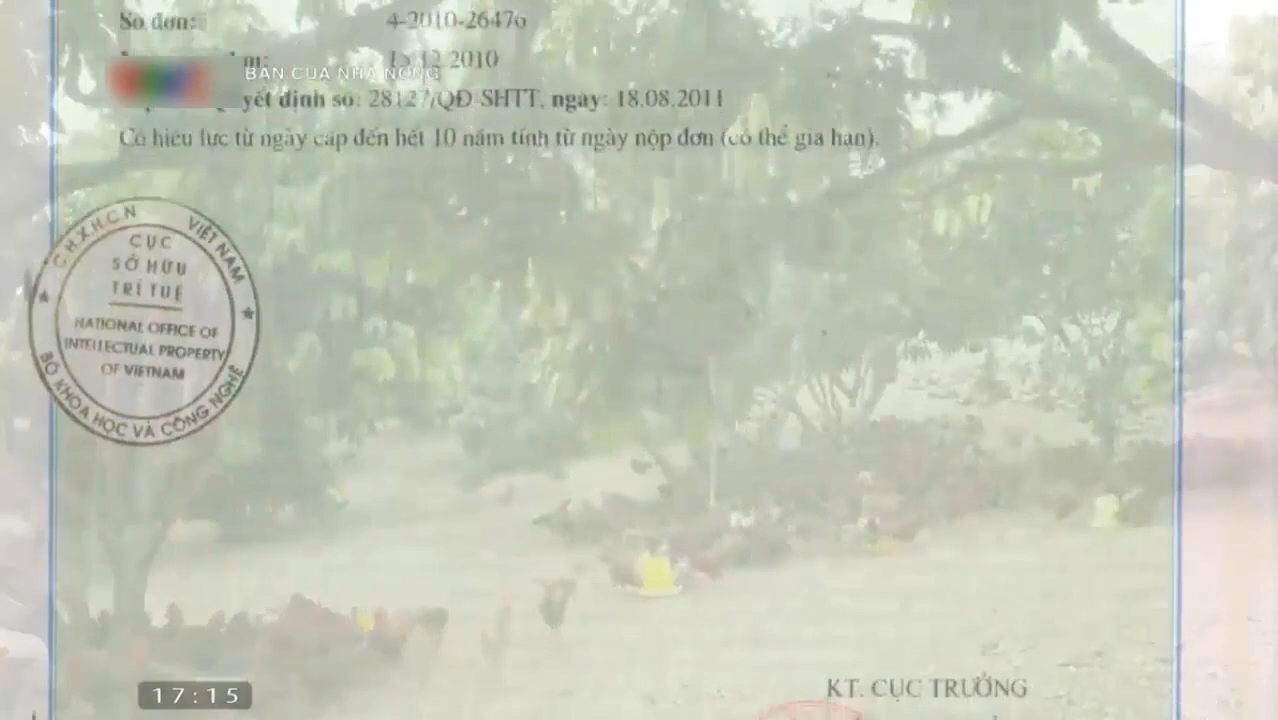 Số đơn: 4-2010-26476
15.12.2010
BẠN CỦA NHÀ NÔNG
định số: 28127/QĐ-SHTT, ngày: 18.08.2011
Có hiệu lực từ ngày cấp đến hết 10 năm tính từ ngày nộp đơn (có thể gia hạn).
C.H.X.H.C.N VIỆT NAM
CỤC
SỞ HỮU
TRÍ TUỆ
NATIONAL OFFICE OF
INTELLECTUAL PROPERTY
OF VIETNAM
BỘ KHOA HỌC VÀ CÔNG NGHỆ
KT. CỤC TRƯỞNG
17:15